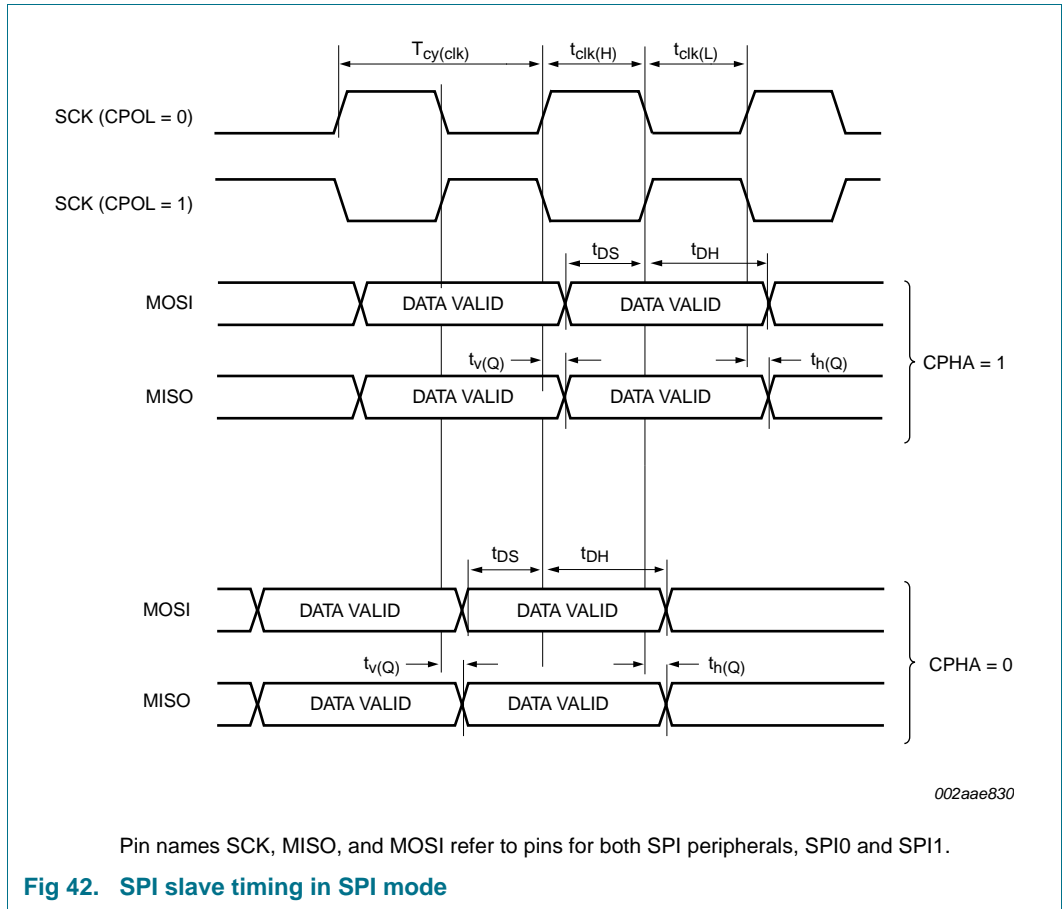 Tcy(clk) tclk(H) tclk(L)
SCK (CPOL = 0)
SCK (CPOL = 1)
tDS tDH
MOSI DATA VALID DATA VALID
tv(Q) th(Q)
CPHA = 1
MISO DATA VALID DATA VALID
tDS tDH
MOSI DATA VALID DATA VALID
tv(Q) th(Q)
CPHA = 0
MISO DATA VALID DATA VALID
002aae830
Pin names SCK, MISO, and MOSI refer to pins for both SPI peripherals, SPI0 and SPI1.
Fig 42. SPI slave timing in SPI mode